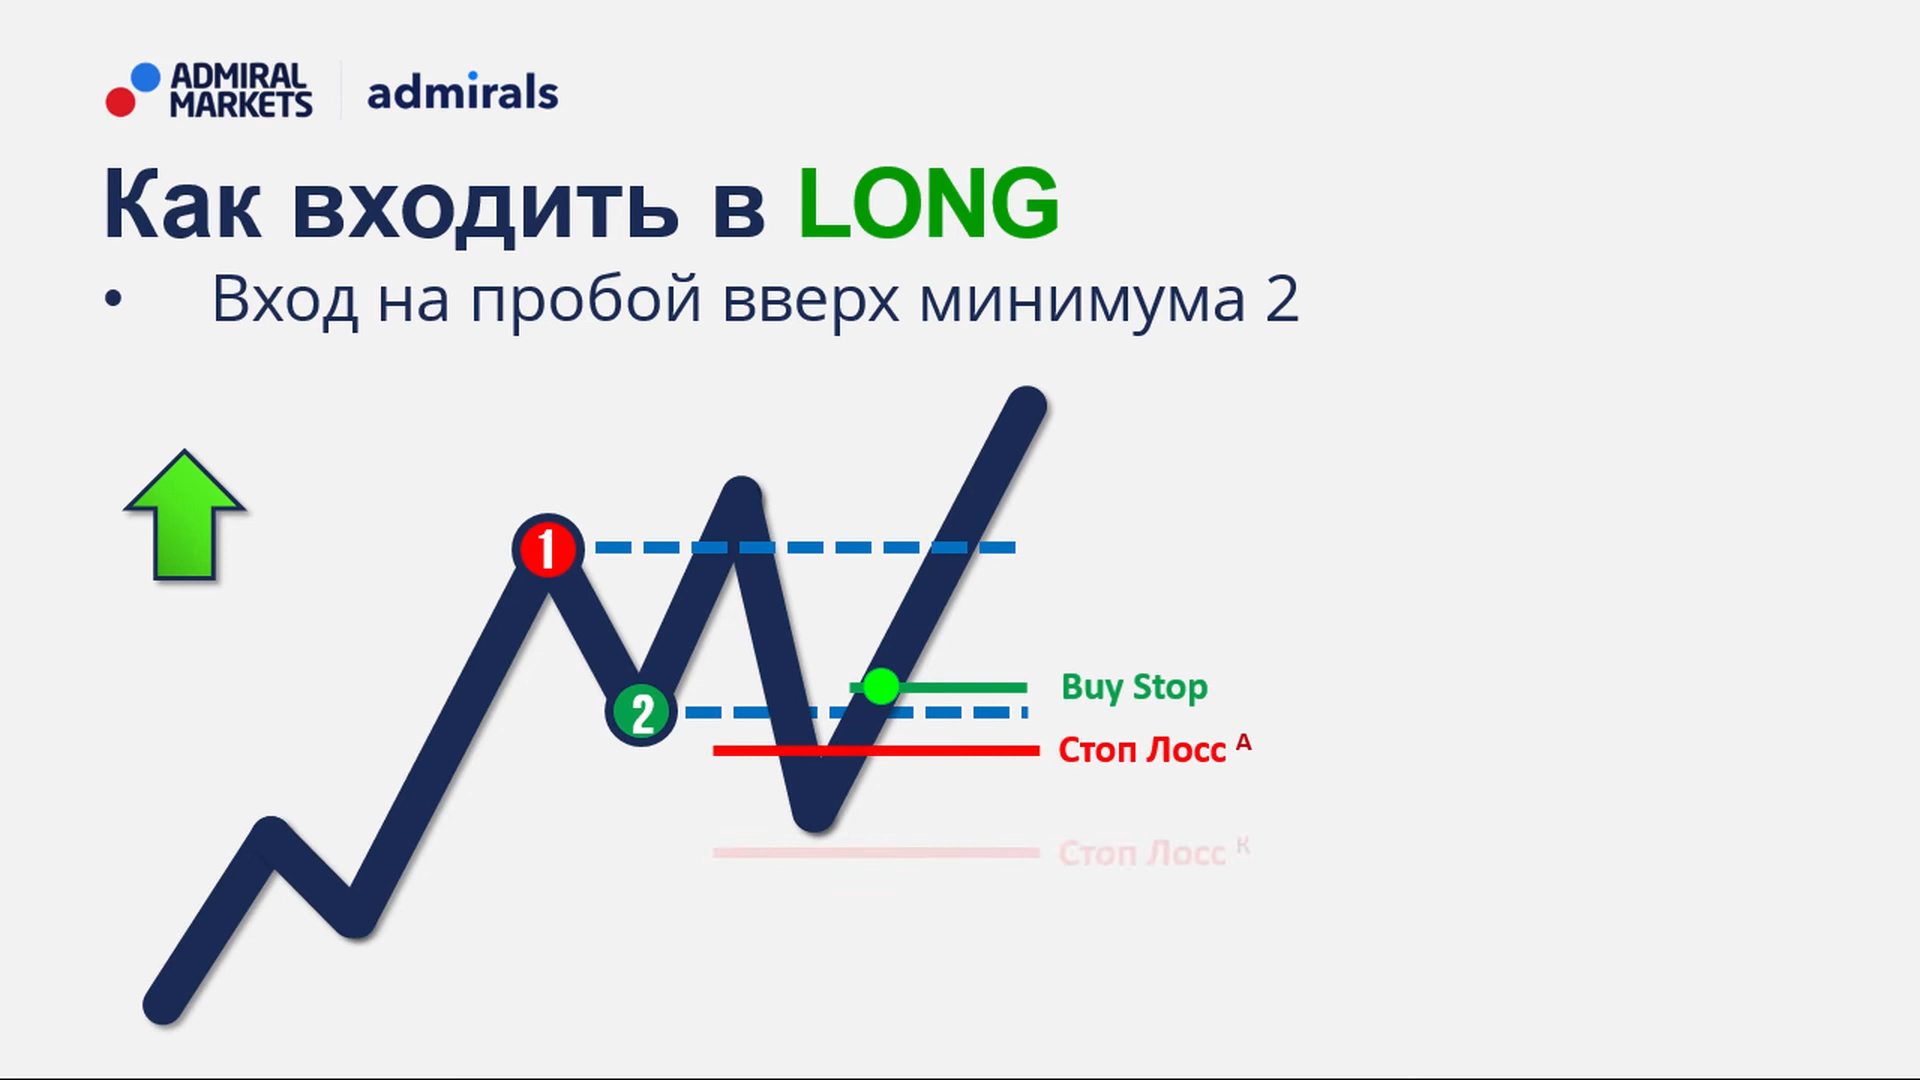 ADMIRAL
MARKETS
admirals
Как входить в LONG
• Вход на пробой вверх минимума 2
1
2
Buy Stop
Стоп Лосс A
Стоп Лосс К